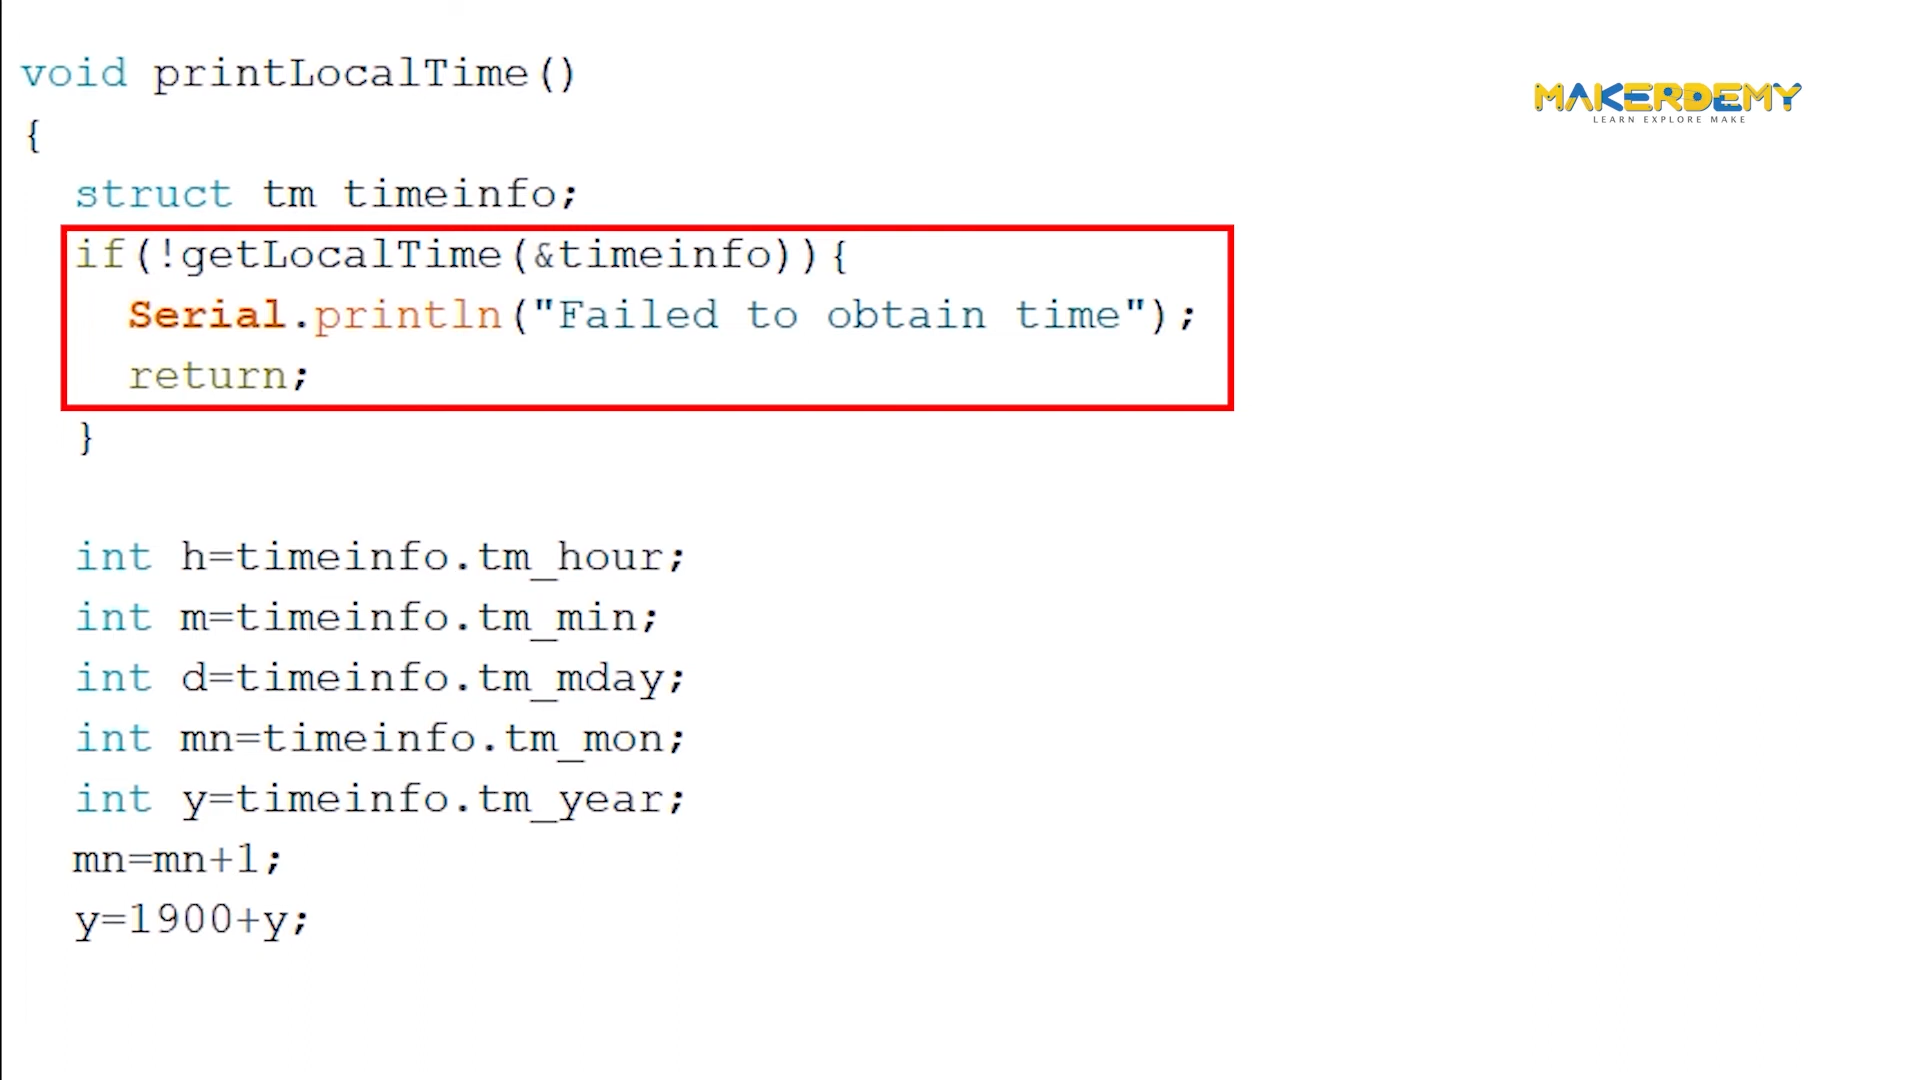 void printLocalTime()
MAKERDEMY
LEARN EXPLORE MAKE
{
struct tm timeinfo;
if(!getLocalTime(&timeinfo)){
Serial.println("Failed to obtain time");
return;
}
int h=timeinfo.tm_hour;
int m=timeinfo.tm_min;
int d=timeinfo.tm_mday;
int mn=timeinfo.tm_mon;
int y=timeinfo.tm_year;
mn=mn+1;
y=1900+y;